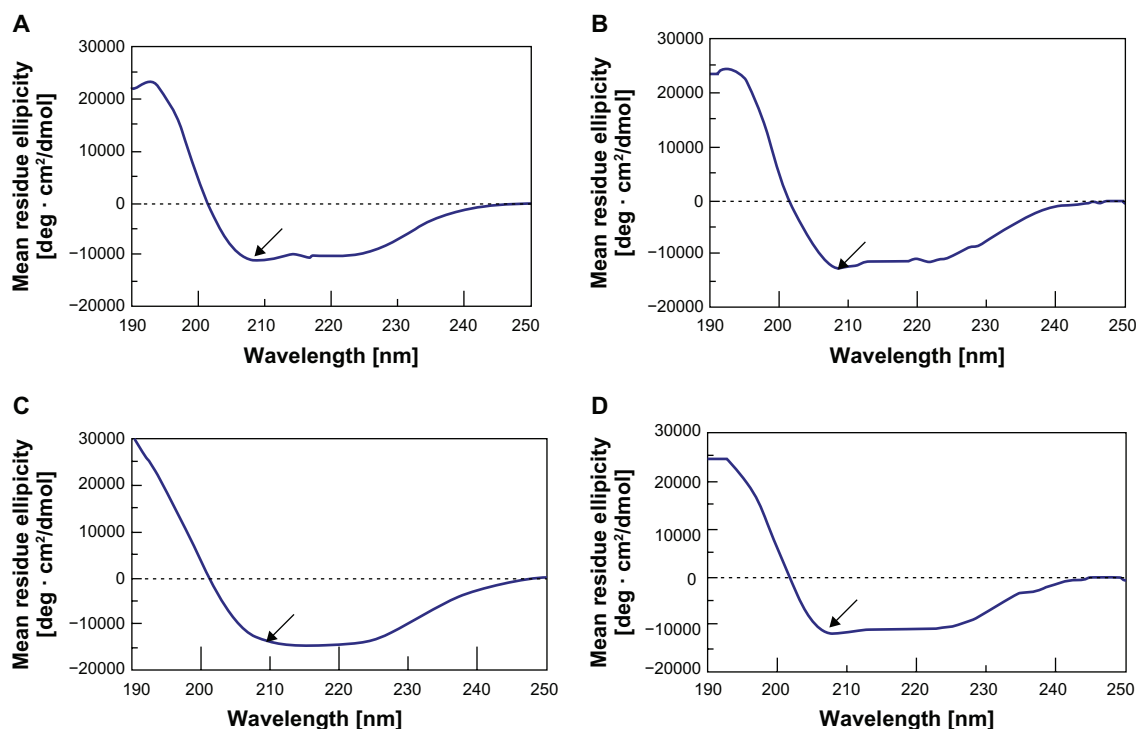 A
Mean residue ellipicity
[deg · cm²/dmol]
30000
20000
10000
0
−10000
−20000
190 200 210 220 230 240 250
Wavelength [nm]
B
Mean residue ellipicity
[deg · cm²/dmol]
30000
20000
10000
0
−10000
−20000
190 200 210 220 230 240 250
Wavelength [nm]
C
Mean residue ellipicity
[deg · cm²/dmol]
30000
20000
10000
0
−10000
−20000
190 200 210 220 230 240 250
Wavelength [nm]
D
Mean residue ellipicity
[deg · cm²/dmol]
30000
20000
10000
0
−10000
−20000
190 200 210 220 230 240 250
Wavelength [nm]